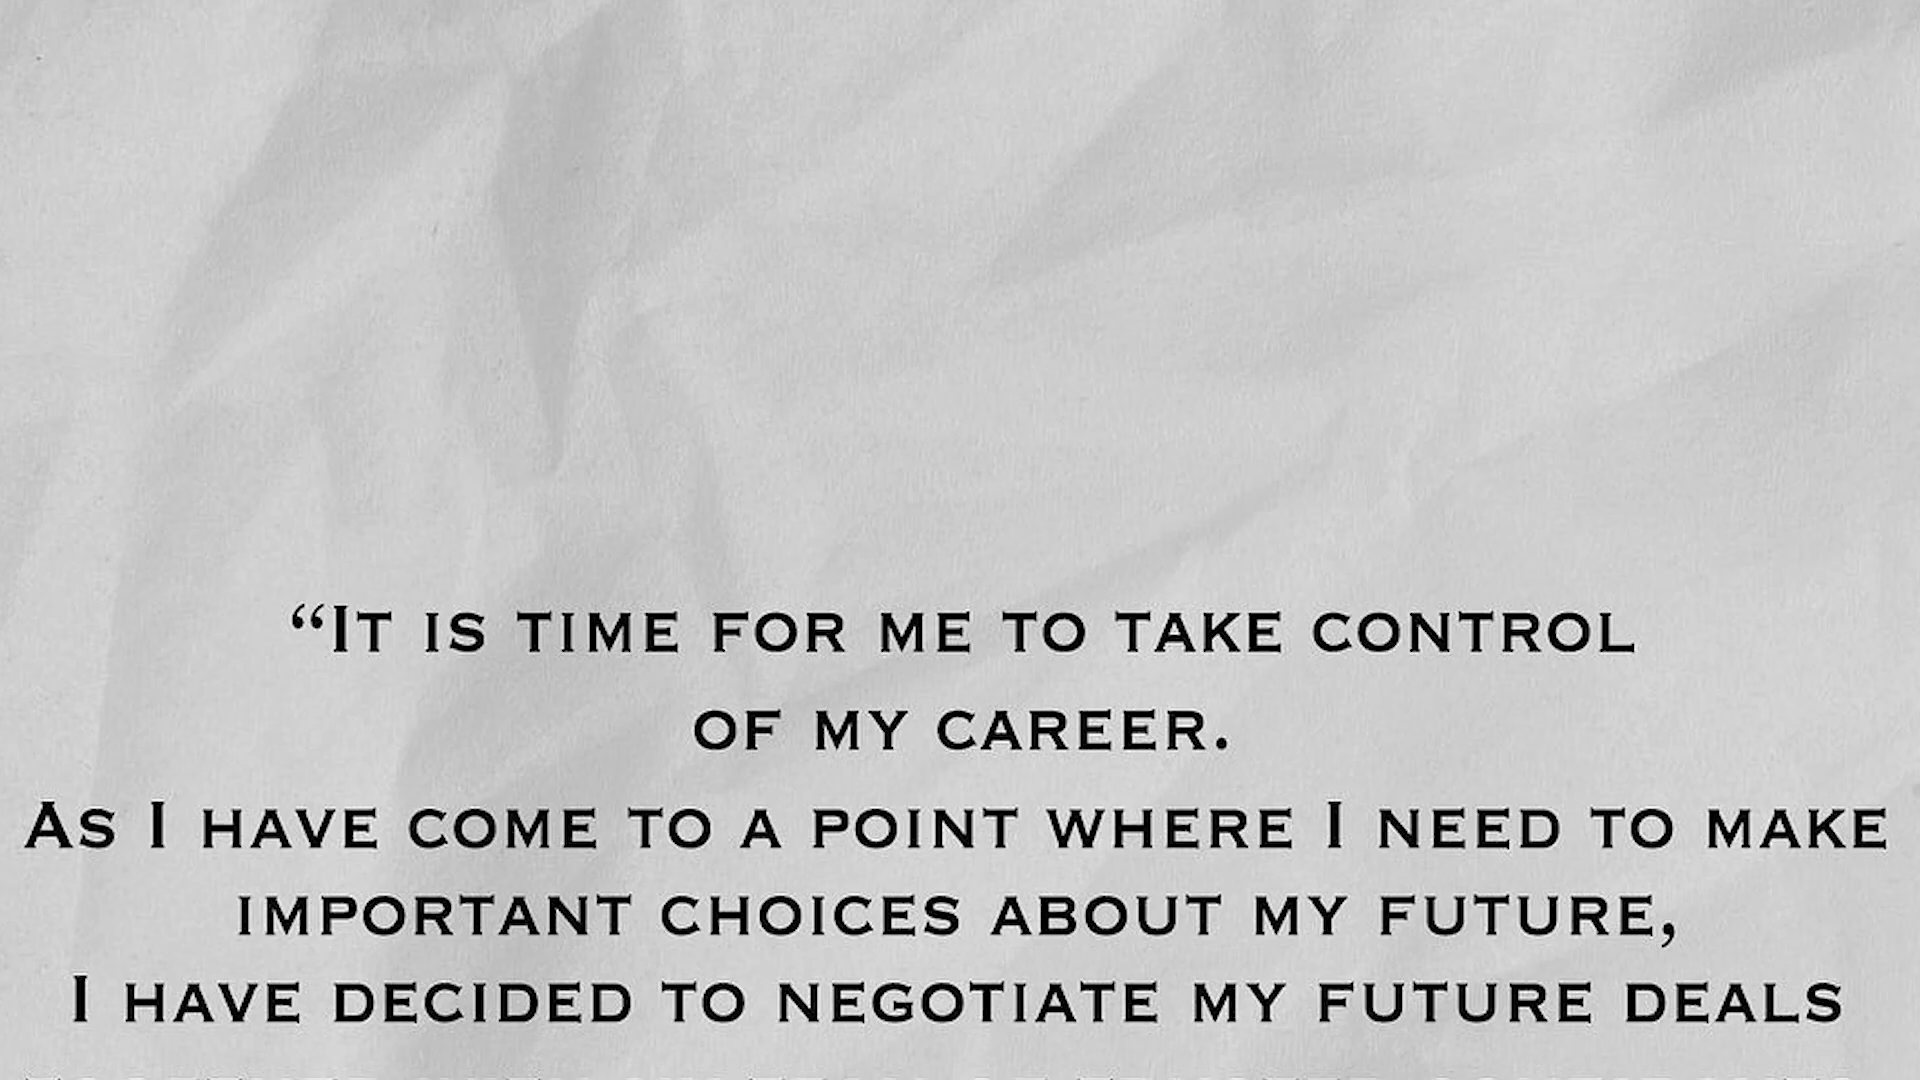 “It is time for me to take control
of my career.
As I have come to a point where I need to make
important choices about my future,
I have decided to negotiate my future deals